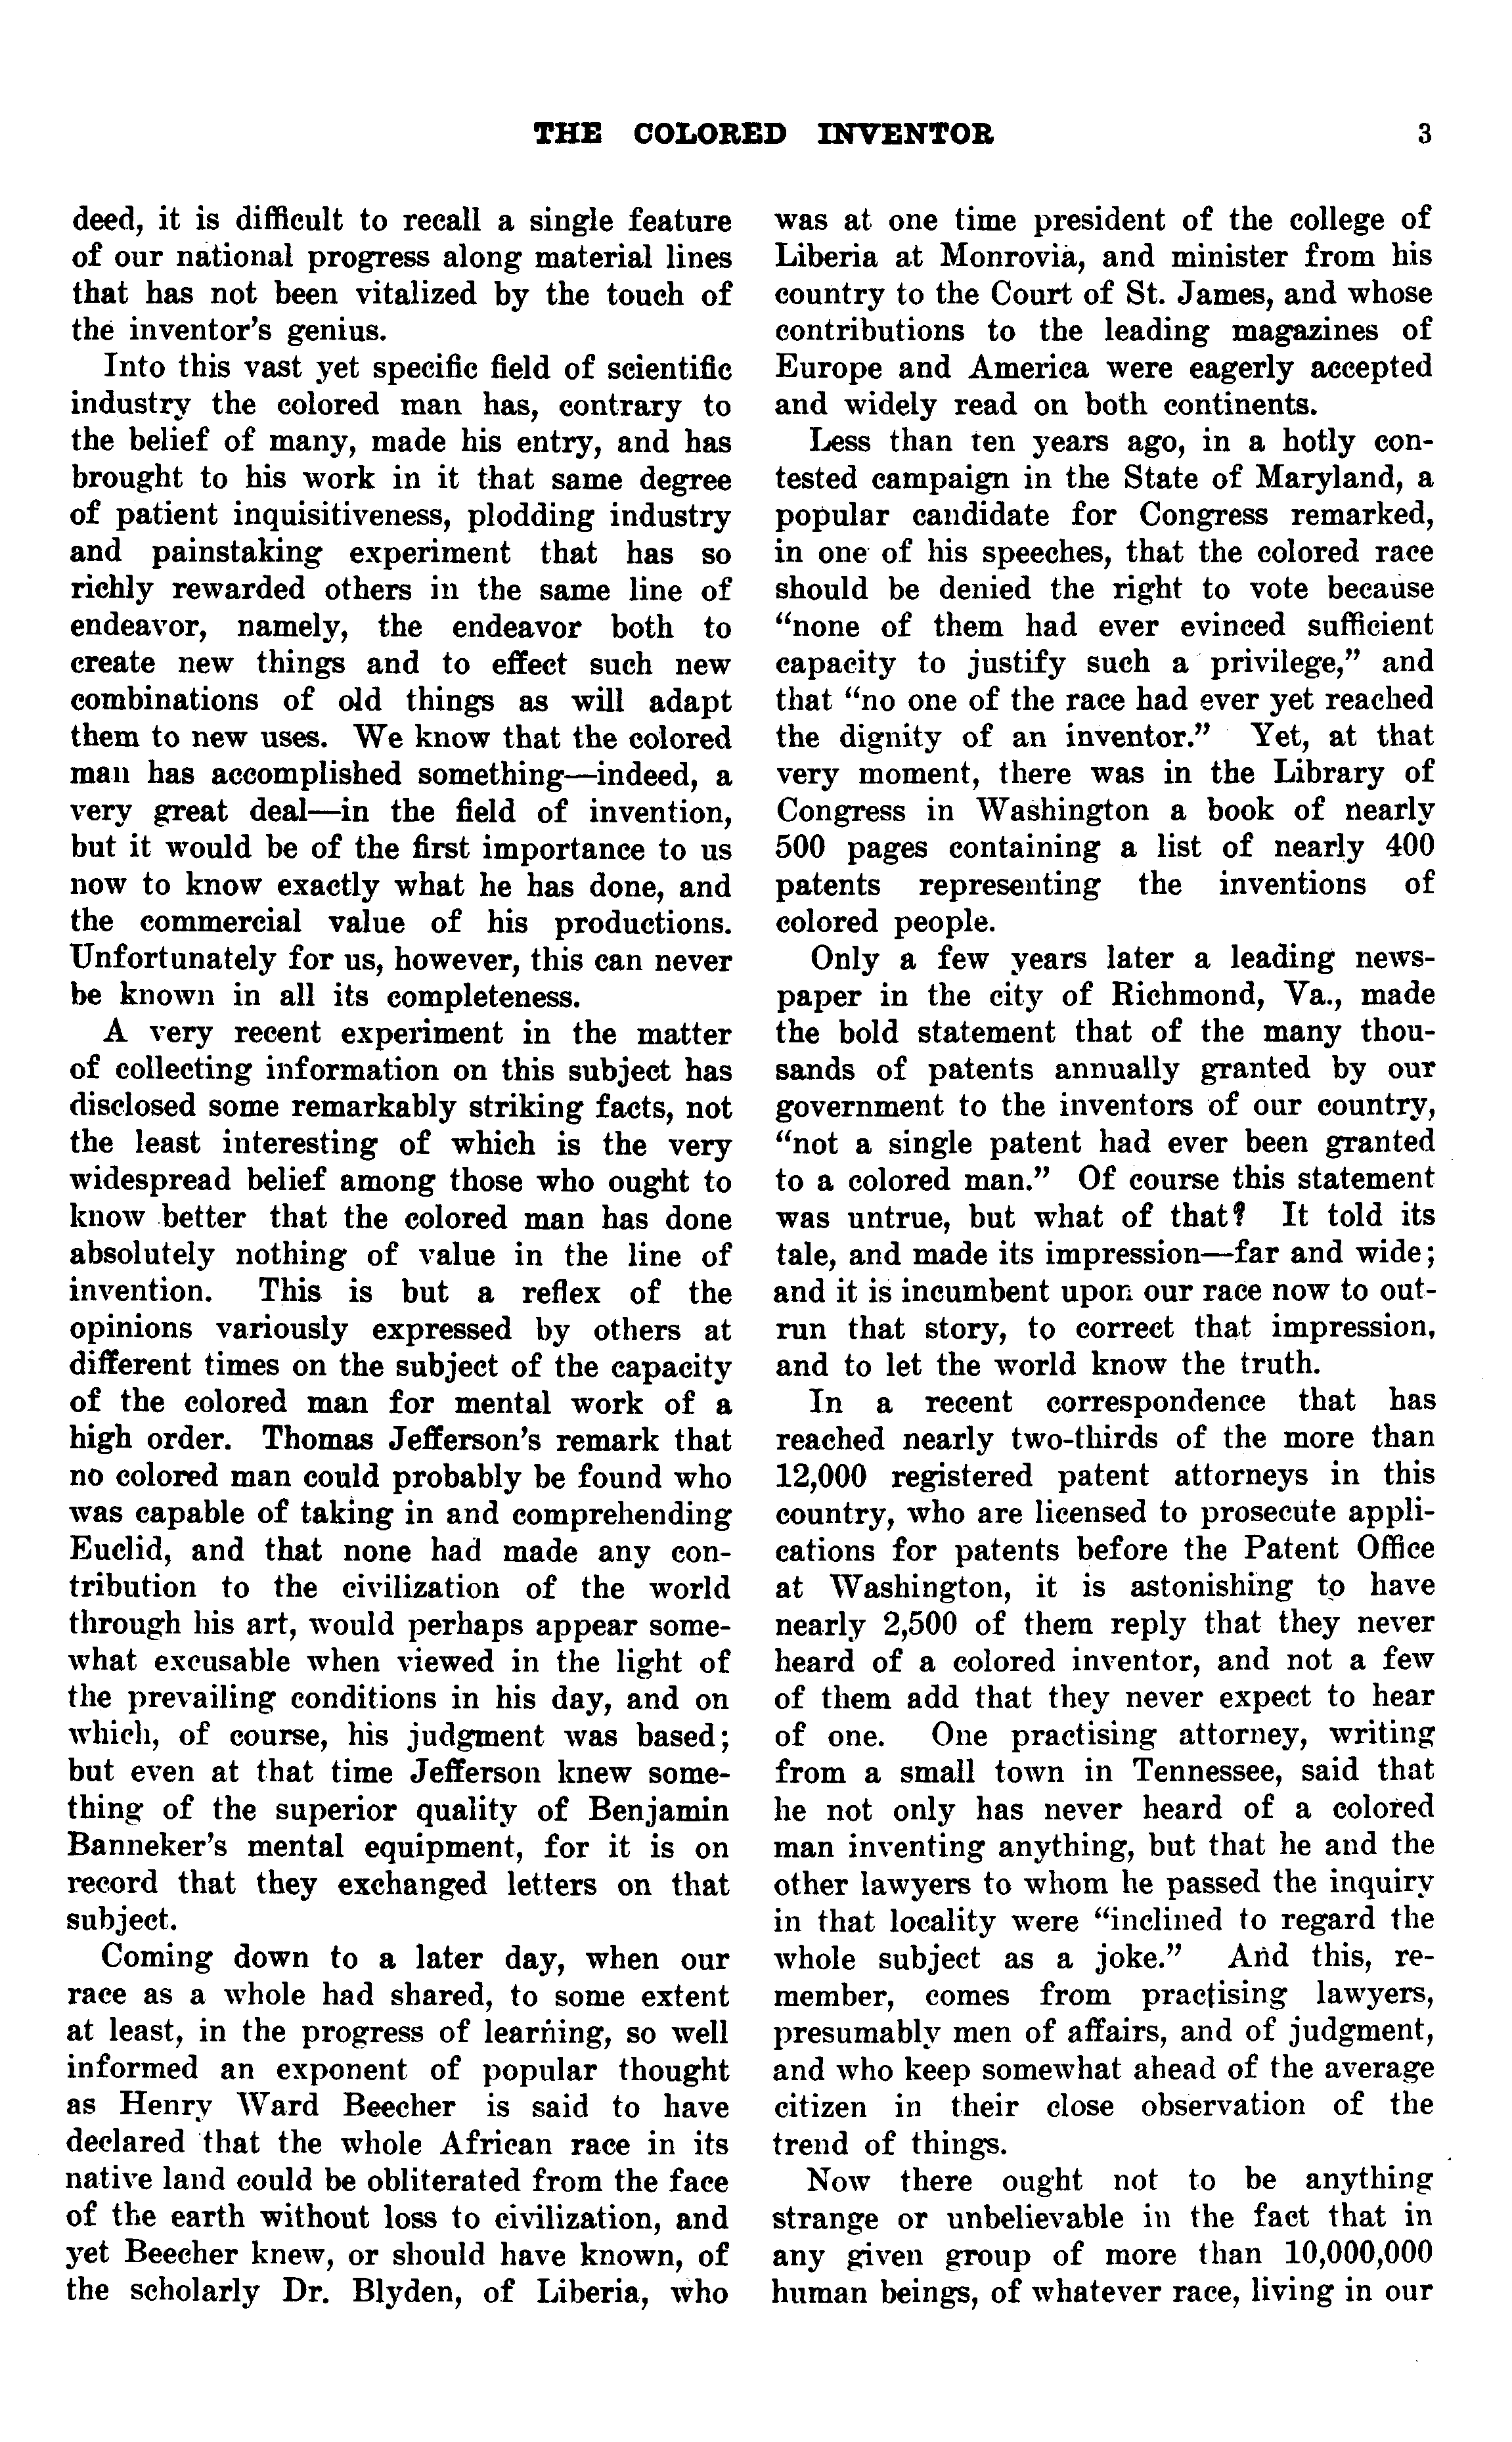 THE COLORED INVENTOR 3
deed, it is difficult to recall a single feature
of our national progress along material lines
that has not been vitalized by the touch of
the inventor's genius.
Into this vast yet specific field of scientific
industry the colored man has, contrary to
the belief of many, made his entry, and has
brought to his work in it that same degree
of patient inquisitiveness, plodding industry
and painstaking experiment that has so
richly rewarded others in the same line of
endeavor, namely, the endeavor both to
create new things and to effect such new
combinations of old things as will adapt
them to new uses. We know that the colored
man has accomplished something—indeed, a
very great deal—in the field of invention,
but it would be of the first importance to us
now to know exactly what he has done, and
the commercial value of his productions.
Unfortunately for us, however, this can never
be known in all its completeness.
A very recent experiment in the matter
of collecting information on this subject has
disclosed some remarkably striking facts, not
the least interesting of which is the very
widespread belief among those who ought to
know better that the colored man has done
absolutely nothing of value in the line of
invention. This is but a reflex of the
opinions variously expressed by others at
different times on the subject of the capacity
of the colored man for mental work of a
high order. Thomas Jefferson's remark that
no colored man could probably be found who
was capable of taking in and comprehending
Euclid, and that none had made any con-
tribution to the civilization of the world
through his art, would perhaps appear some-
what excusable when viewed in the light of
the prevailing conditions in his day, and on
which, of course, his judgment was based;
but even at that time Jefferson knew some-
thing of the superior quality of Benjamin
Banneker's mental equipment, for it is on
record that they exchanged letters on that
subject.
Coming down to a later day, when our
race as a whole had shared, to some extent
at least, in the progress of learning, so well
informed an exponent of popular thought
as Henry Ward Beecher is said to have
declared that the whole African race in its
native land could be obliterated from the face
of the earth without loss to civilization, and
yet Beecher knew, or should have known, of
the scholarly Dr. Blyden, of Liberia, who
was at one time president of the college of
Liberia at Monrovia, and minister from his
country to the Court of St. James, and whose
contributions to the leading magazines of
Europe and America were eagerly accepted
and widely read on both continents.
Less than ten years ago, in a hotly con-
tested campaign in the State of Maryland, a
popular candidate for Congress remarked,
in one of his speeches, that the colored race
should be denied the right to vote because
“none of them had ever evinced sufficient
capacity to justify such a privilege,” and
that “no one of the race had ever yet reached
the dignity of an inventor.” Yet, at that
very moment, there was in the Library of
Congress in Washington a book of nearly
500 pages containing a list of nearly 400
patents representing the inventions of
colored people.
Only a few years later a leading news-
paper in the city of Richmond, Va., made
the bold statement that of the many thou-
sands of patents annually granted by our
government to the inventors of our country,
“not a single patent had ever been granted
to a colored man.” Of course this statement
was untrue, but what of that? It told its
tale, and made its impression—far and wide;
and it is incumbent upon our race now to out-
run that story, to correct that impression,
and to let the world know the truth.
In a recent correspondence that has
reached nearly two-thirds of the more than
12,000 registered patent attorneys in this
country, who are licensed to prosecute appli-
cations for patents before the Patent Office
at Washington, it is astonishing to have
nearly 2,500 of them reply that they never
heard of a colored inventor, and not a few
of them add that they never expect to hear
of one. One practising attorney, writing
from a small town in Tennessee, said that
he not only has never heard of a colored
man inventing anything, but that he and the
other lawyers to whom he passed the inquiry
in that locality were “inclined to regard the
whole subject as a joke.” And this, re-
member, comes from practising lawyers,
presumably men of affairs, and of judgment,
and who keep somewhat ahead of the average
citizen in their close observation of the
trend of things.
Now there ought not to be anything
strange or unbelievable in the fact that in
any given group of more than 10,000,000
human beings, of whatever race, living in our